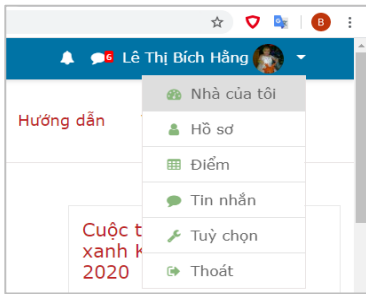 B
6 Lê Thị Bích Hằng
Nhà của tôi
Hướng dẫn
Hồ sơ
Điểm
Tin nhắn
Cuộc t
xanh K
2020
Tuỳ chọn
Thoát